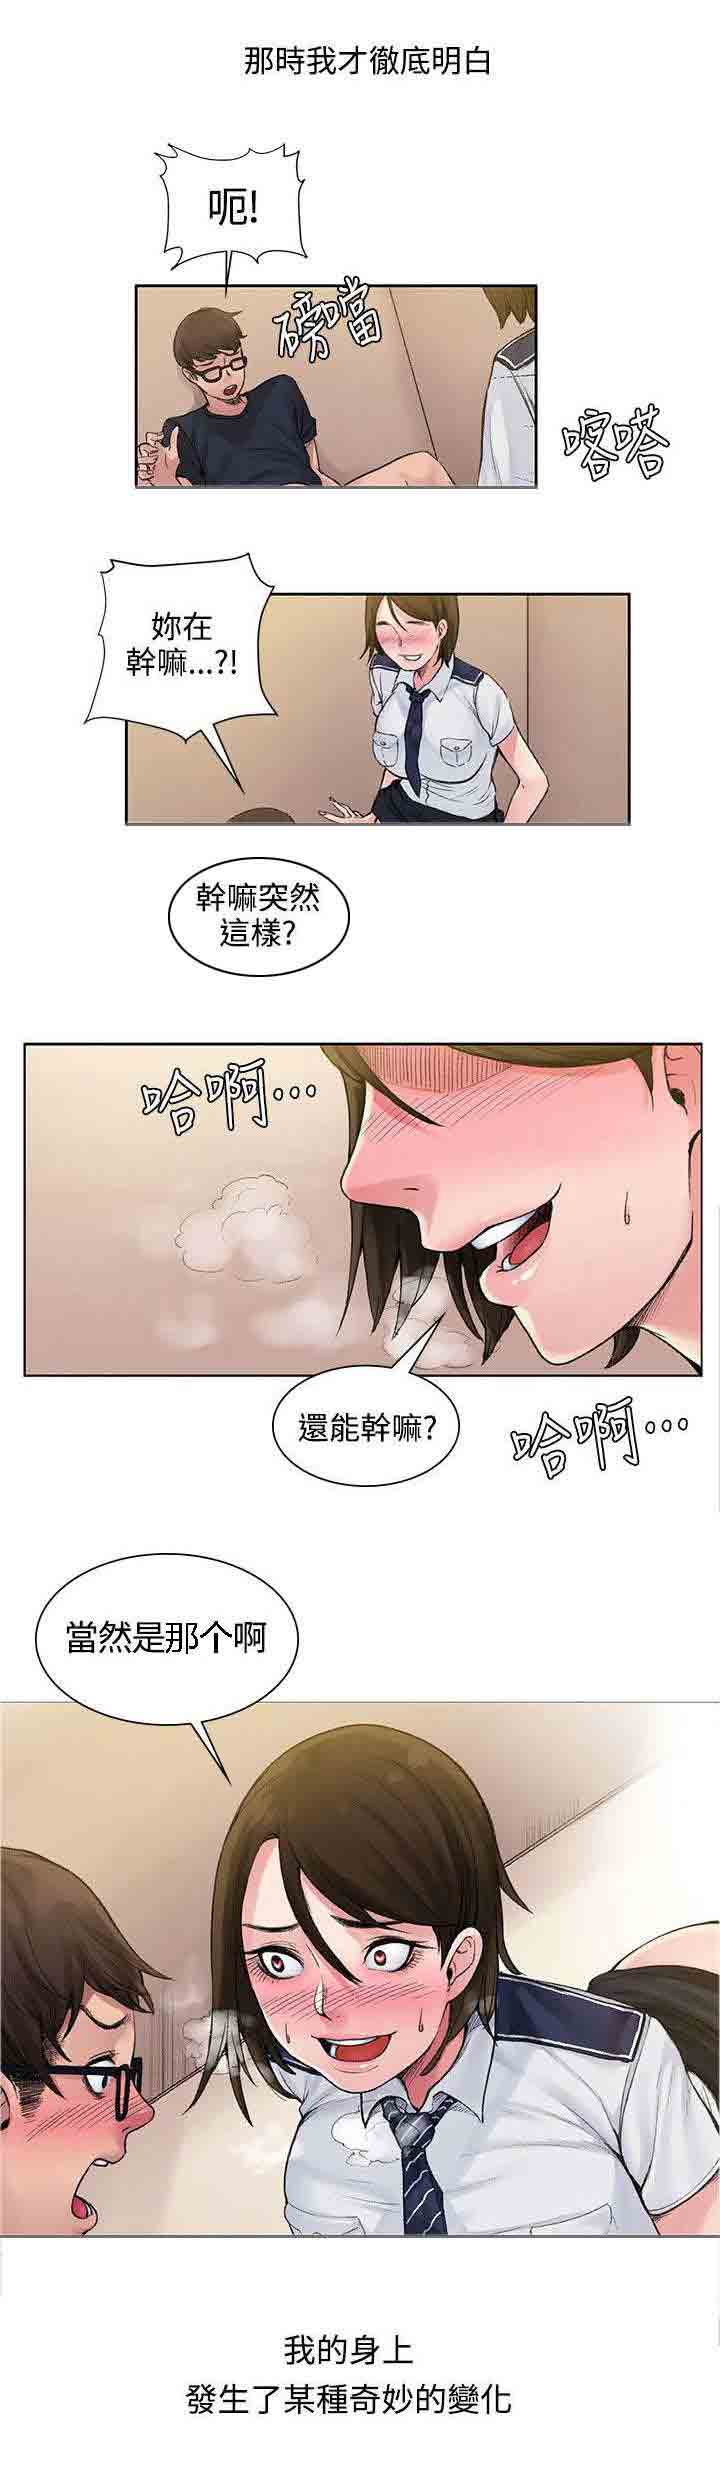 那時我才徹底明白
呃!
磅噹
喀嗒
妳在
幹嘛...?!
幹嘛突然
這樣?
哈啊...
還能幹嘛?
哈啊...
當然是那个啊
我的身上
發生了某種奇妙的變化